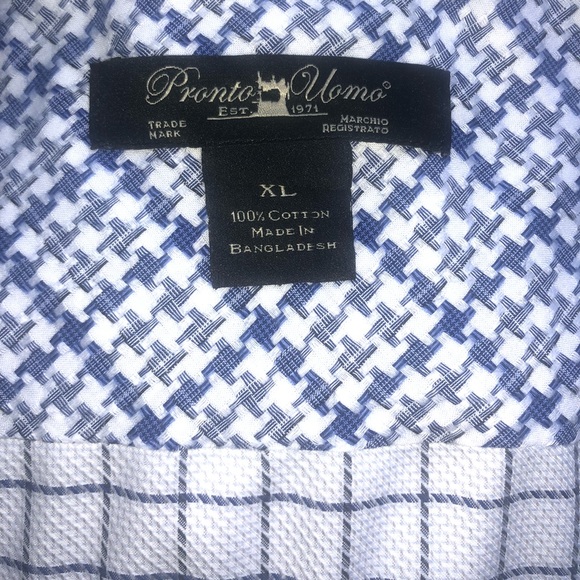 Pronto Uomo®
EST. 1971
TRADE MARK
MARCHIO REGISTRATO
XL
100% COTTON
MADE IN
BANGLADESH